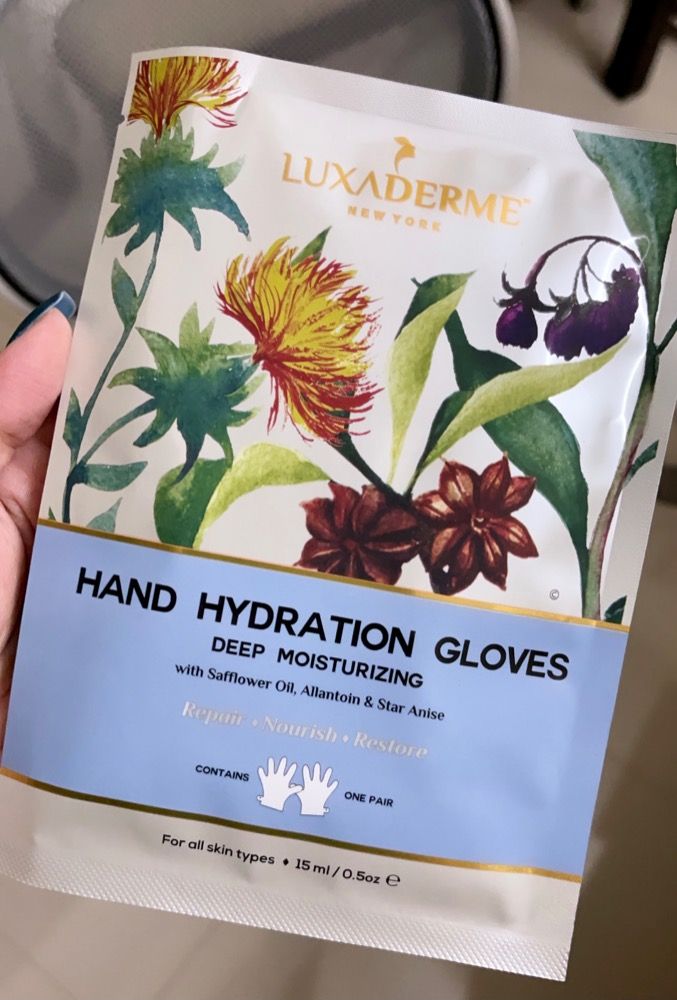 LUXADERME™
NEW YORK
©
HAND HYDRATION GLOVES
DEEP MOISTURIZING
with Safflower Oil, Allantoin & Star Anise
Repair ♦ Nourish ♦ Restore
CONTAINS ONE PAIR
For all skin types ♦ 15 ml / 0.5oz ℮